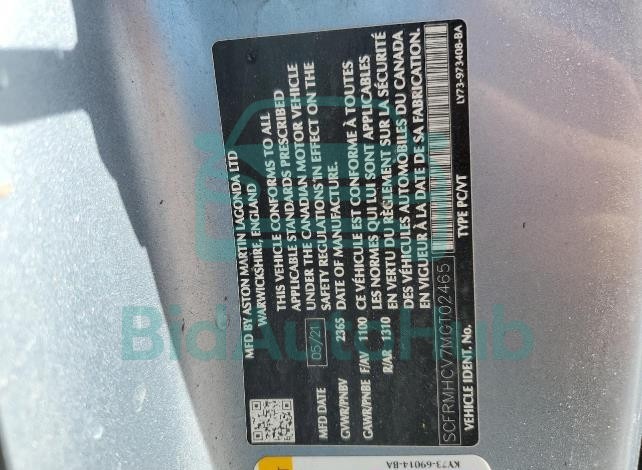 MFD BY ASTON MARTIN LAGONDA LTD
WARWICKSHIRE, ENGLAND
THIS VEHICLE CONFORMS TO ALL
APPLICABLE STANDARDS PRESCRIBED
UNDER THE CANADIAN MOTOR VEHICLE
SAFETY REGULATIONS IN EFFECT ON THE
DATE OF MANUFACTURE.
CE VÉHICULE EST CONFORME À TOUTES
LES NORMES QUI LUI SONT APPLICABLES
EN VERTU DU RÈGLEMENT SUR LA SÉCURITÉ
DES VÉHICULES AUTOMOBILES DU CANADA
EN VIGUEUR À LA DATE DE SA FABRICATION.
MFD DATE 05/21
GVWR/PNBV 2365
GAWR/PNBE F/AV 1100
R/AR 1310
SCFRMHCV7MGT02465
VEHICLE IDENT. No. TYPE PC/VT
LY73-973408-BA
KY73-69014-BA
BidAutoHub